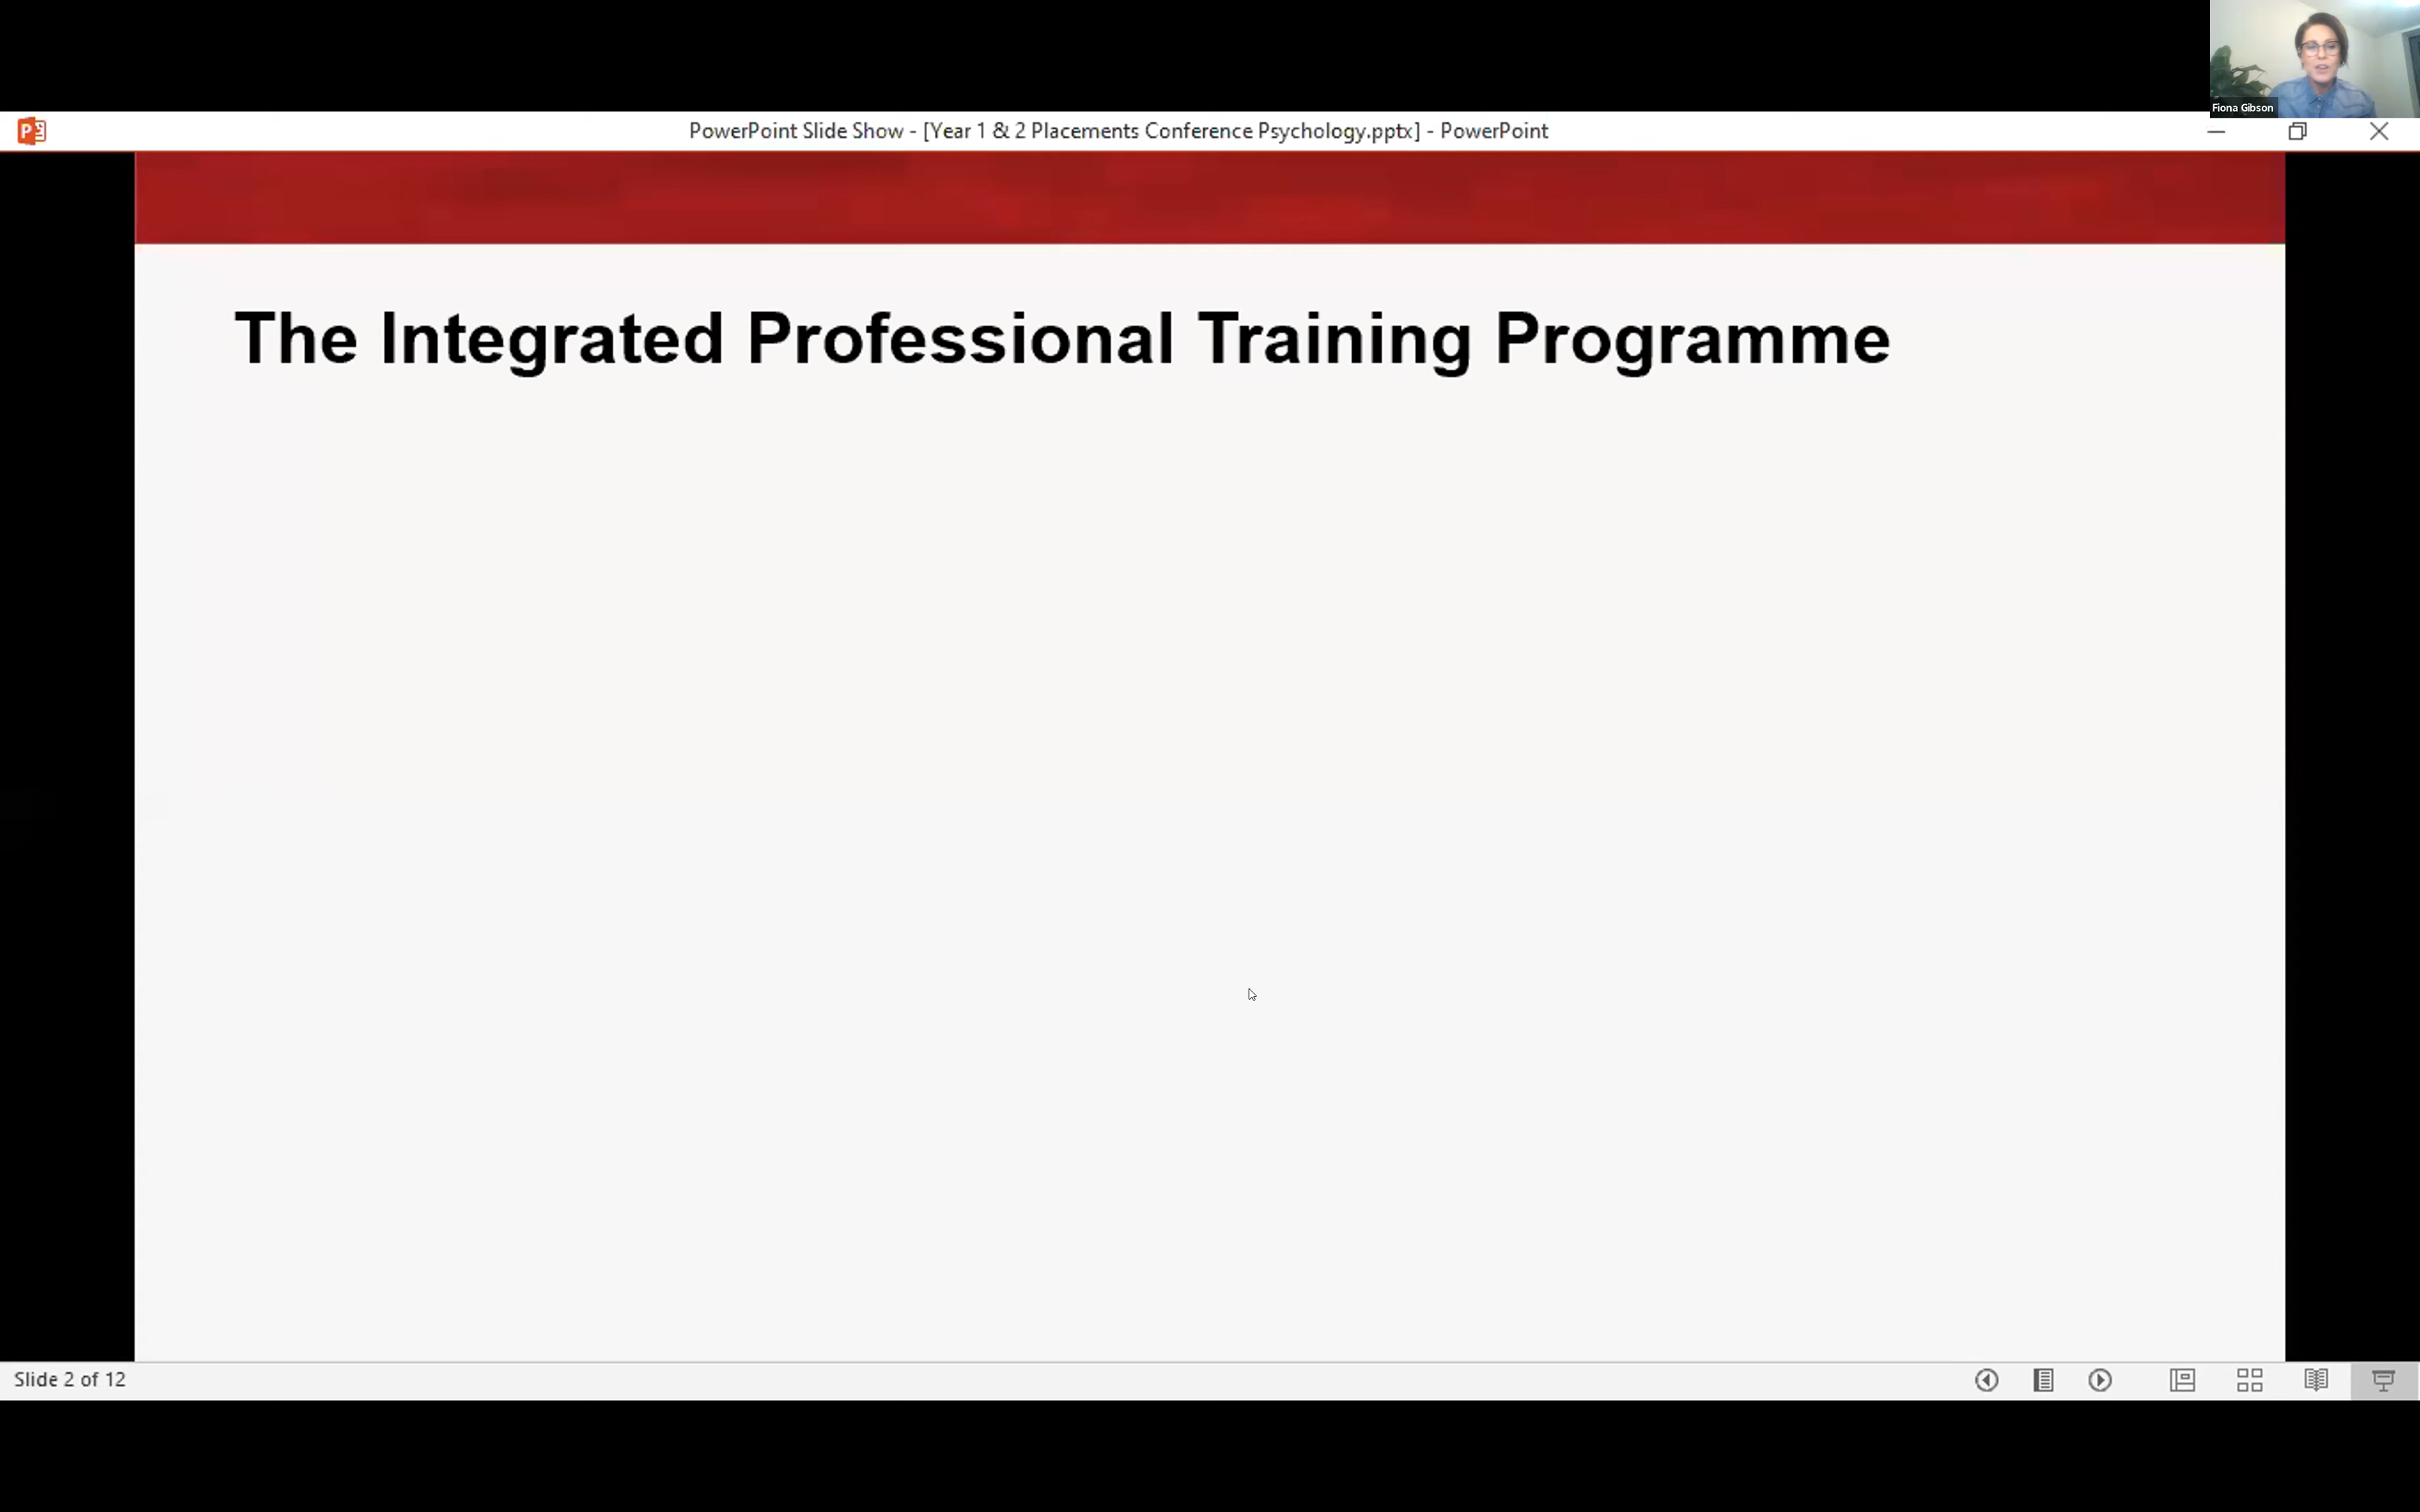 Fiona Gibson
PowerPoint Slide Show - [Year 1 & 2 Placements Conference Psychology.pptx] - PowerPoint
The Integrated Professional Training Programme
Slide 2 of 12